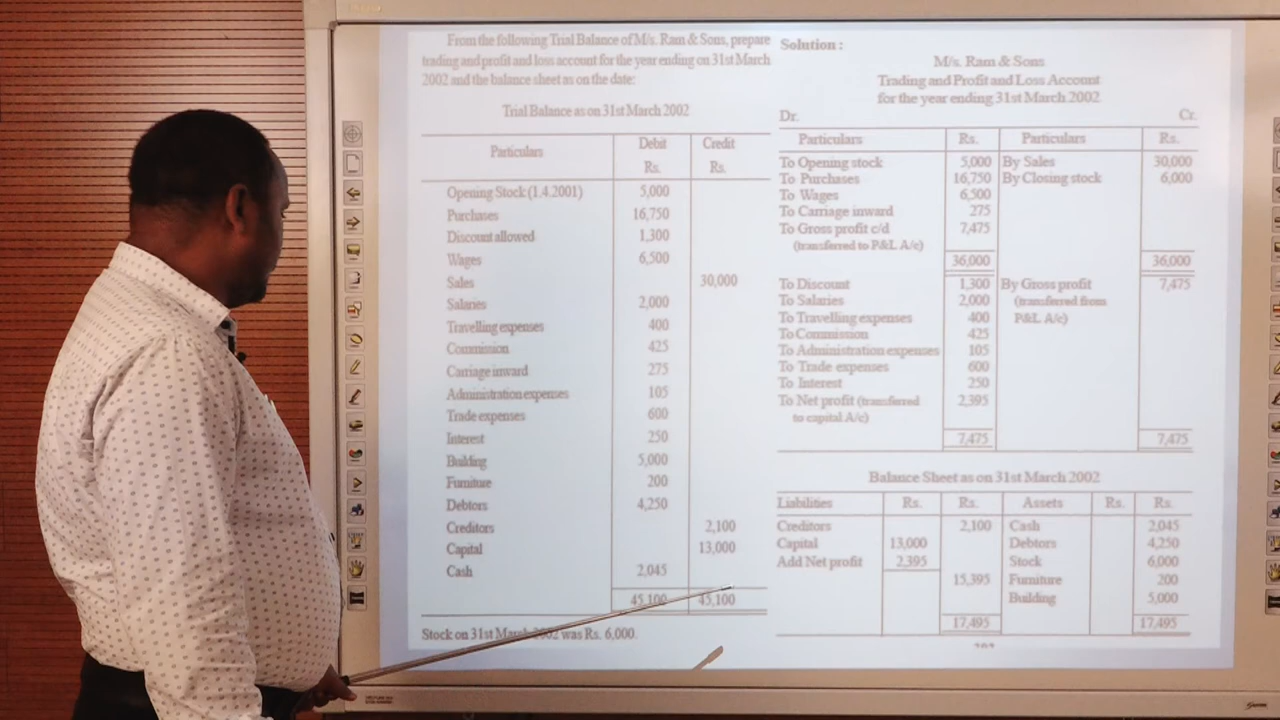 From the following Trial Balance of M/s. Ram & Sons, prepare
trading and profit and loss account for the year ending on 31st March
2002 and the balance sheet as on the date:
Trial Balance as on 31st March 2002
Particulars Debit Rs. Credit Rs.
Opening Stock (1.4.2001) 5,000
Purchases 16,750
Discount allowed 1,300
Wages 6,500
Sales 30,000
Salaries 2,000
Travelling expenses 400
Commission 425
Carriage inward 275
Administration expenses 105
Trade expenses 600
Interest 250
Building 5,000
Furniture 200
Debtors 4,250
Creditors 2,100
Capital 13,000
Cash 2,045
45,100 45,100
Stock on 31st March 2002 was Rs. 6,000.
Solution :
M/s. Ram & Sons
Trading and Profit and Loss Account
for the year ending 31st March 2002
Dr. Cr.
Particulars Rs. Particulars Rs.
To Opening stock 5,000 By Sales 30,000
To Purchases 16,750 By Closing stock 6,000
To Wages 6,500
To Carriage inward 275
To Gross profit c/d 7,475
(transferred to P&L A/c)
36,000 36,000
To Discount 1,300 By Gross profit 7,475
To Salaries 2,000 (transferred from
To Travelling expenses 400 P&L A/c)
To Commission 425
To Administration expenses 105
To Trade expenses 600
To Interest 250
To Net profit (transferred 2,395
to capital A/c)
7,475 7,475
Balance Sheet as on 31st March 2002
Liabilities Rs. Rs. Assets Rs. Rs.
Creditors 2,100 Cash 2,045
Capital 13,000 Debtors 4,250
Add Net profit 2,395 Stock 6,000
15,395 Furniture 200
Building 5,000
17,495 17,495